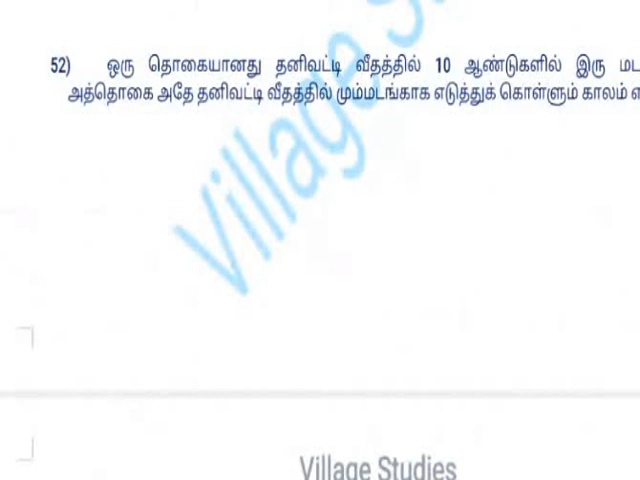 52) ஒரு தொகையானது தனிவட்டி வீதத்தில் 10 ஆண்டுகளில் இரு மட
அத்தொகை அதே தனிவட்டி வீதத்தில் மும்மடங்காக எடுத்துக் கொள்ளும் காலம் எ
Village S
Village Studies